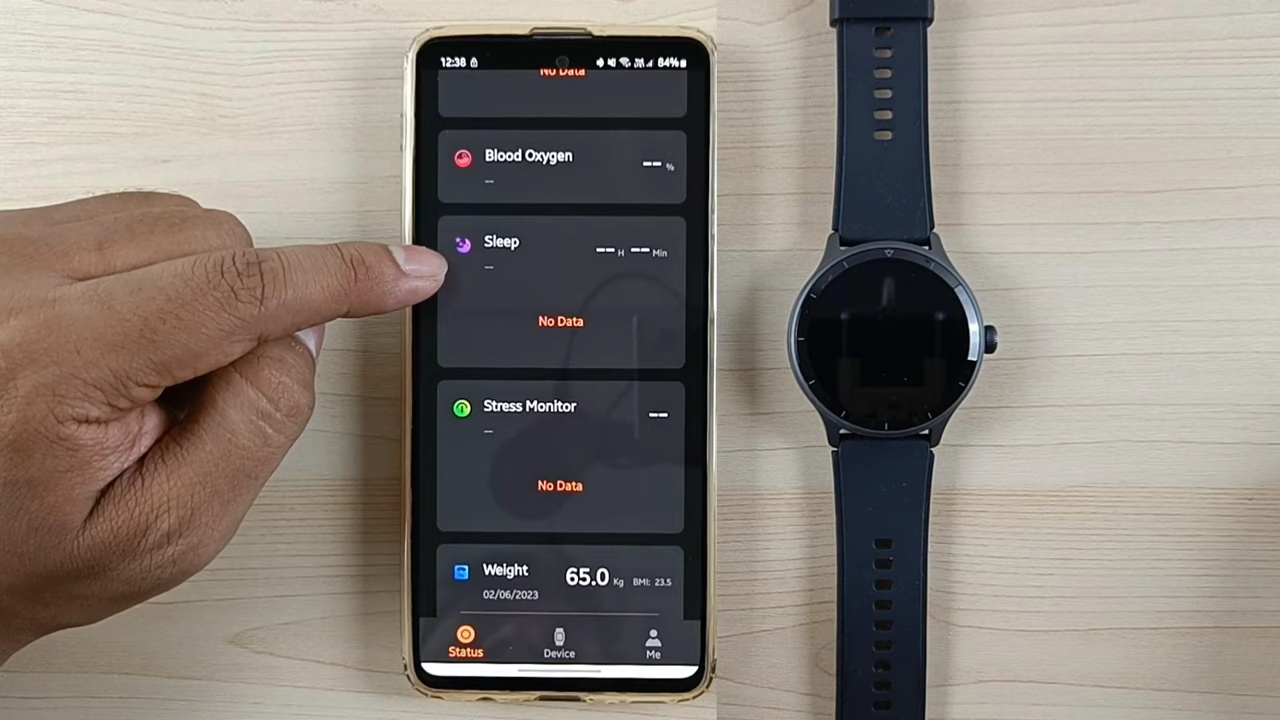 12:38 84%
No Data
Blood Oxygen
-- %
--
Sleep
-- H -- Min
--
No Data
Stress Monitor
--
--
No Data
Weight 65.0 Kg BMI: 23.5
02/06/2023
Status Device Me